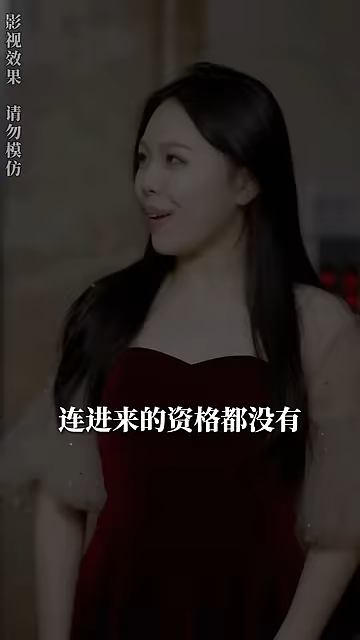 影视效果 请勿模仿
连进来的资格都没有